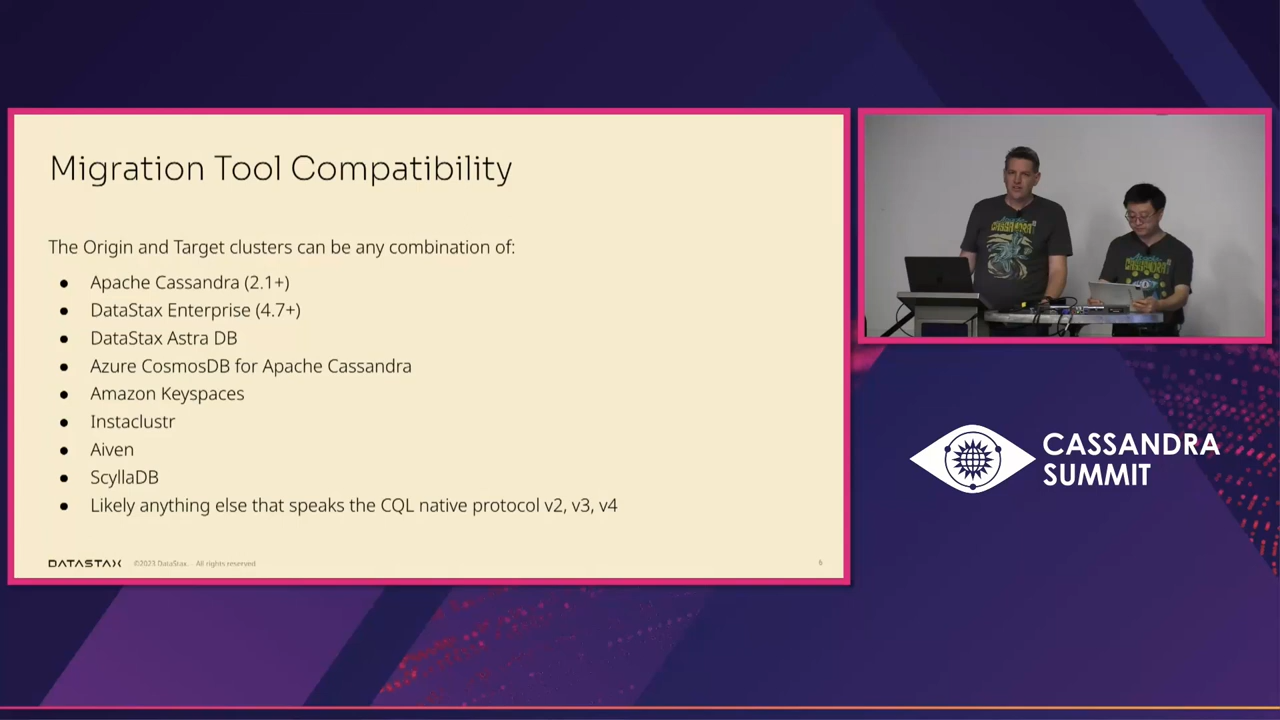 Migration Tool Compatibility
The Origin and Target clusters can be any combination of:
● Apache Cassandra (2.1+)
● DataStax Enterprise (4.7+)
● DataStax Astra DB
● Azure CosmosDB for Apache Cassandra
● Amazon Keyspaces
● Instaclustr
● Aiven
● ScyllaDB
● Likely anything else that speaks the CQL native protocol v2, v3, v4
DATASTAX ©2023 DataStax. All rights reserved
CASSANDRA
SUMMIT